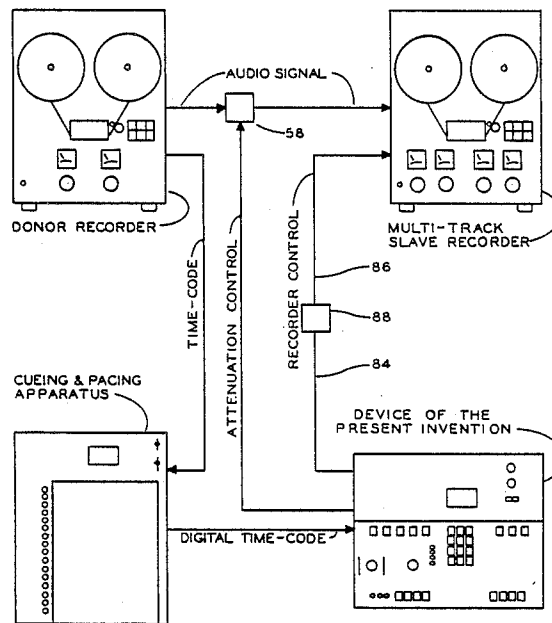 AUDIO SIGNAL
58
DONOR RECORDER
MULTI-TRACK
SLAVE RECORDER
TIME-CODE
ATTENUATION CONTROL
RECORDER CONTROL
86
88
84
CUEING & PACING
APPARATUS
DEVICE OF THE
PRESENT INVENTION
DIGITAL TIME-CODE